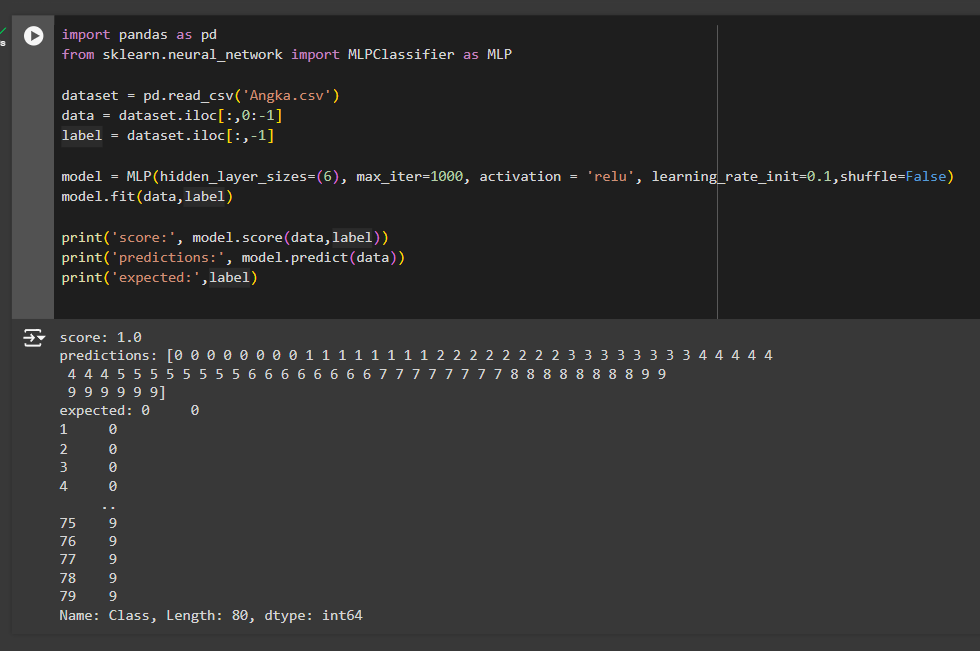 import pandas as pd
from sklearn.neural_network import MLPClassifier as MLP
dataset = pd.read_csv('Angka.csv')
data = dataset.iloc[:,0:-1]
label = dataset.iloc[:,-1]
model = MLP(hidden_layer_sizes=(6), max_iter=1000, activation = 'relu', learning_rate_init=0.1,shuffle=False)
model.fit(data,label)
print('score:', model.score(data,label))
print('predictions:', model.predict(data))
print('expected:',label)
score: 1.0
predictions: [0 0 0 0 0 0 0 0 1 1 1 1 1 1 1 1 2 2 2 2 2 2 2 2 3 3 3 3 3 3 3 3 4 4 4 4 4
4 4 4 5 5 5 5 5 5 5 5 6 6 6 6 6 6 6 6 7 7 7 7 7 7 7 7 8 8 8 8 8 8 8 8 9 9
9 9 9 9 9 9]
expected: 0 0
1 0
2 0
3 0
4 0
..
75 9
76 9
77 9
78 9
79 9
Name: Class, Length: 80, dtype: int64